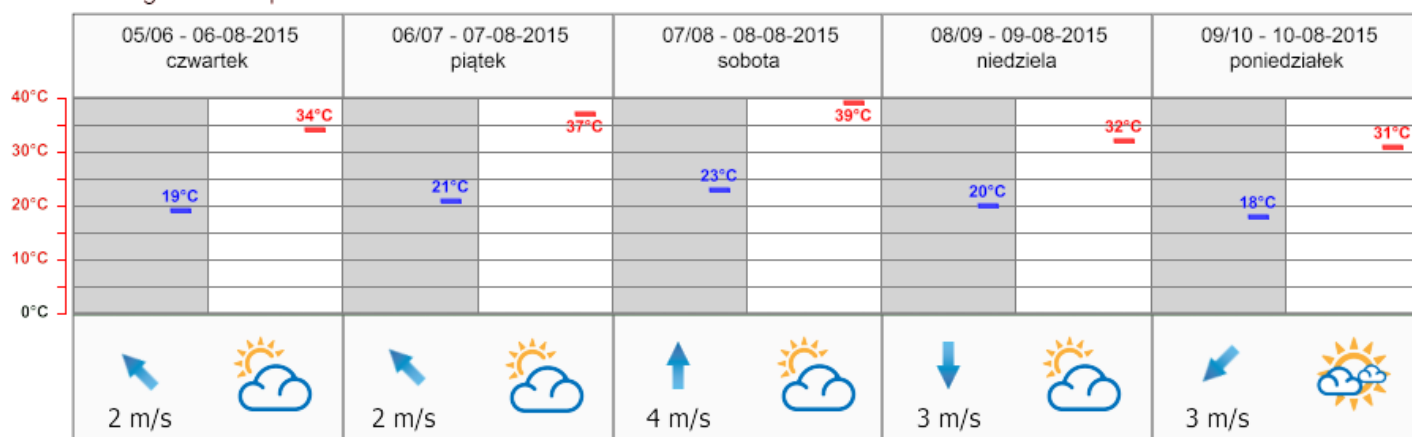 05/06 - 06-08-2015 06/07 - 07-08-2015 07/08 - 08-08-2015 08/09 - 09-08-2015 09/10 - 10-08-2015
czwartek piątek sobota niedziela poniedziałek
40°C
34°C 37°C 39°C 32°C 31°C
30°C
19°C 21°C 23°C 20°C 18°C
20°C
10°C
0°C
2 m/s 2 m/s 4 m/s 3 m/s 3 m/s